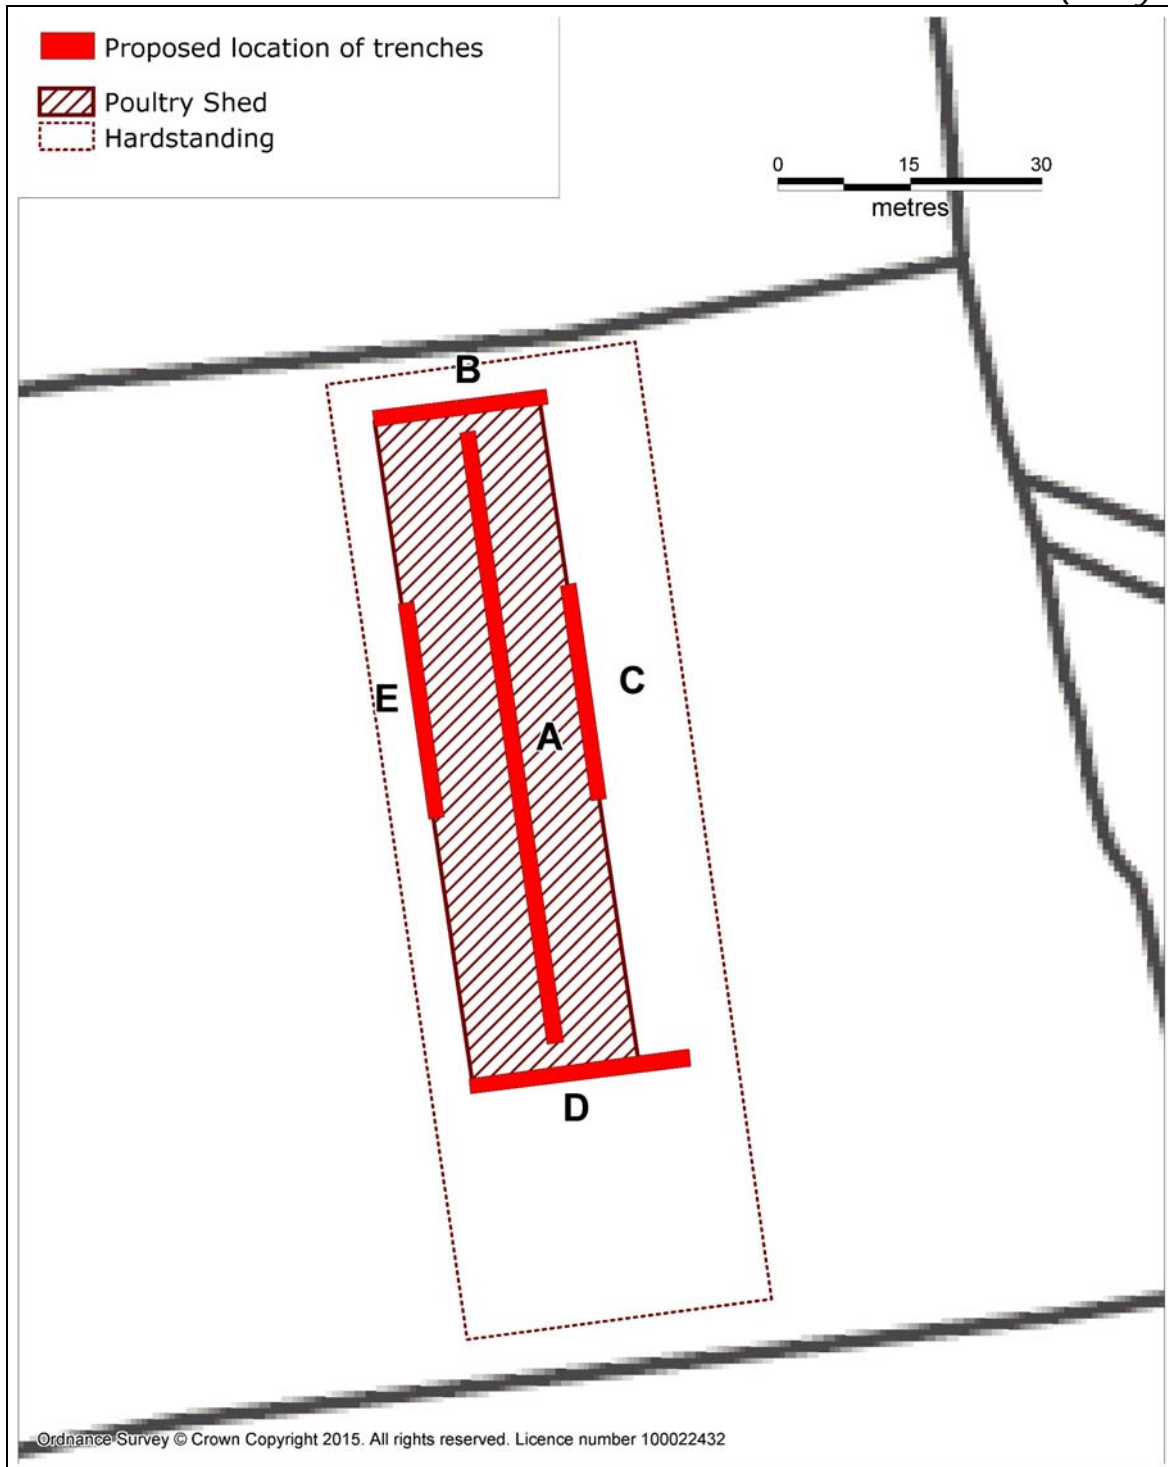 Proposed location of trenches
Poultry Shed
Hardstanding
0 15 30
metres
B
E
C
A
D
Ordnance Survey © Crown Copyright 2015. All rights reserved. Licence number 100022432